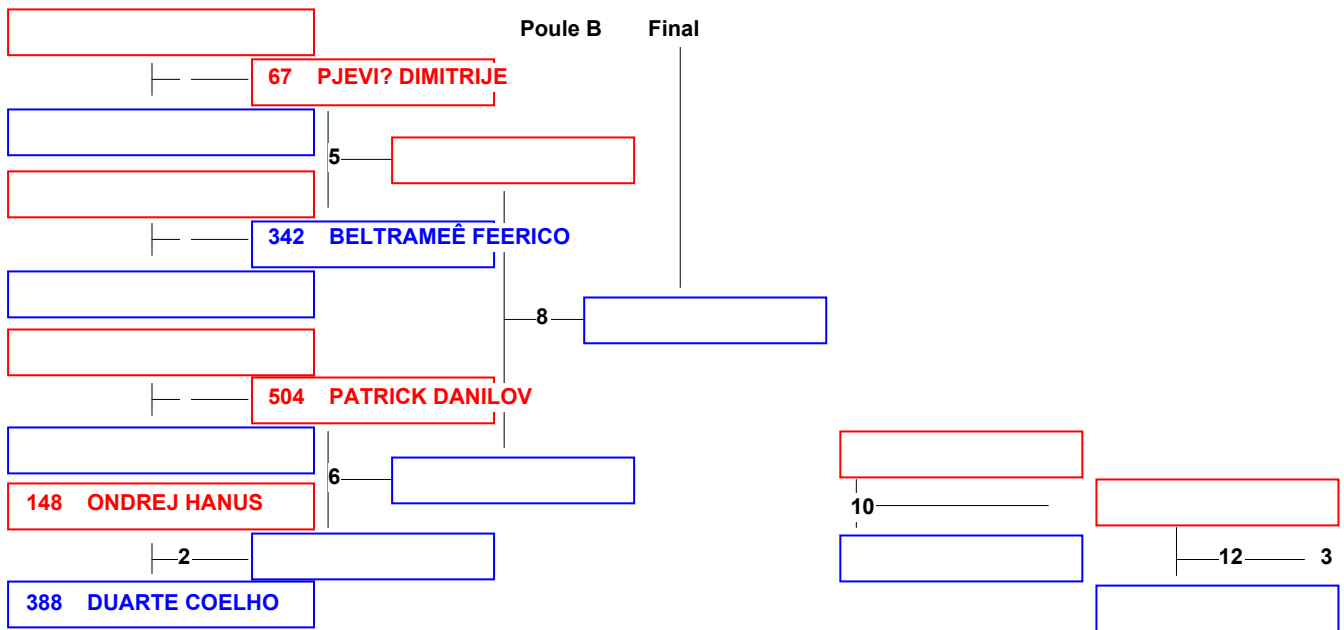 Poule B Final
67 PJEVI? DIMITRIJE
5
342 BELTRAMEÊ FEERICO
8
504 PATRICK DANILOV
6
148 ONDREJ HANUS
10
2
12 3
388 DUARTE COELHO